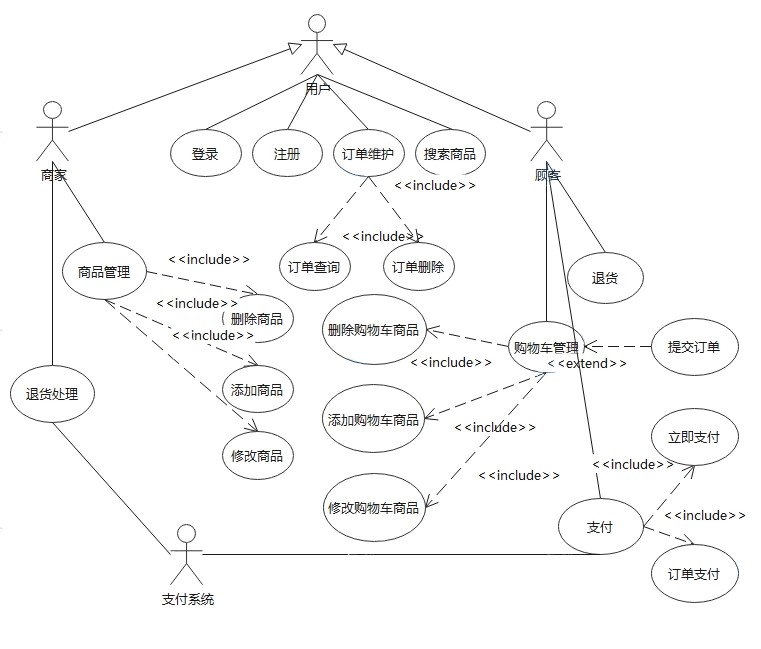 用户
商家
顾客
登录
注册
订单维护
搜索商品
<<include>>
<<include>>
订单查询
订单删除
商品管理
<<include>>
<<include>>
<<include>>
删除商品
添加商品
修改商品
退货处理
退货
删除购物车商品
添加购物车商品
修改购物车商品
购物车管理
提交订单
<<extend>>
<<include>>
<<include>>
<<include>>
立即支付
<<include>>
<<include>>
支付
订单支付
支付系统